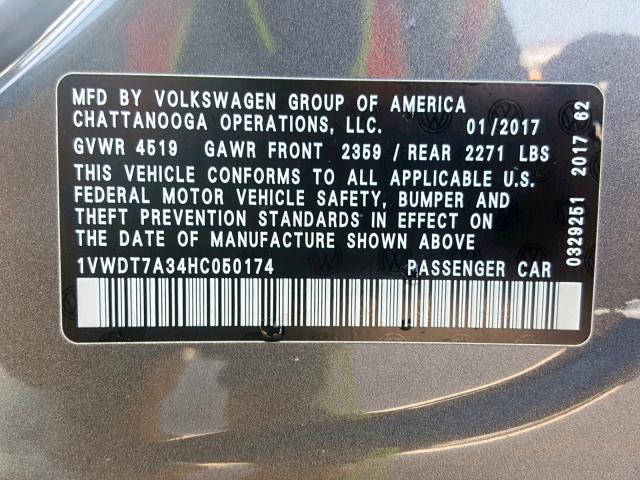 MFD BY VOLKSWAGEN GROUP OF AMERICA
CHATTANOOGA OPERATIONS, LLC. 01/2017
GVWR 4519 GAWR FRONT 2359 / REAR 2271 LBS
THIS VEHICLE CONFORMS TO ALL APPLICABLE U.S.
FEDERAL MOTOR VEHICLE SAFETY, BUMPER AND
THEFT PREVENTION STANDARDS IN EFFECT ON
THE DATE OF MANUFACTURE SHOWN ABOVE
1VWDT7A34HC050174 PASSENGER CAR
0329251 2017 62